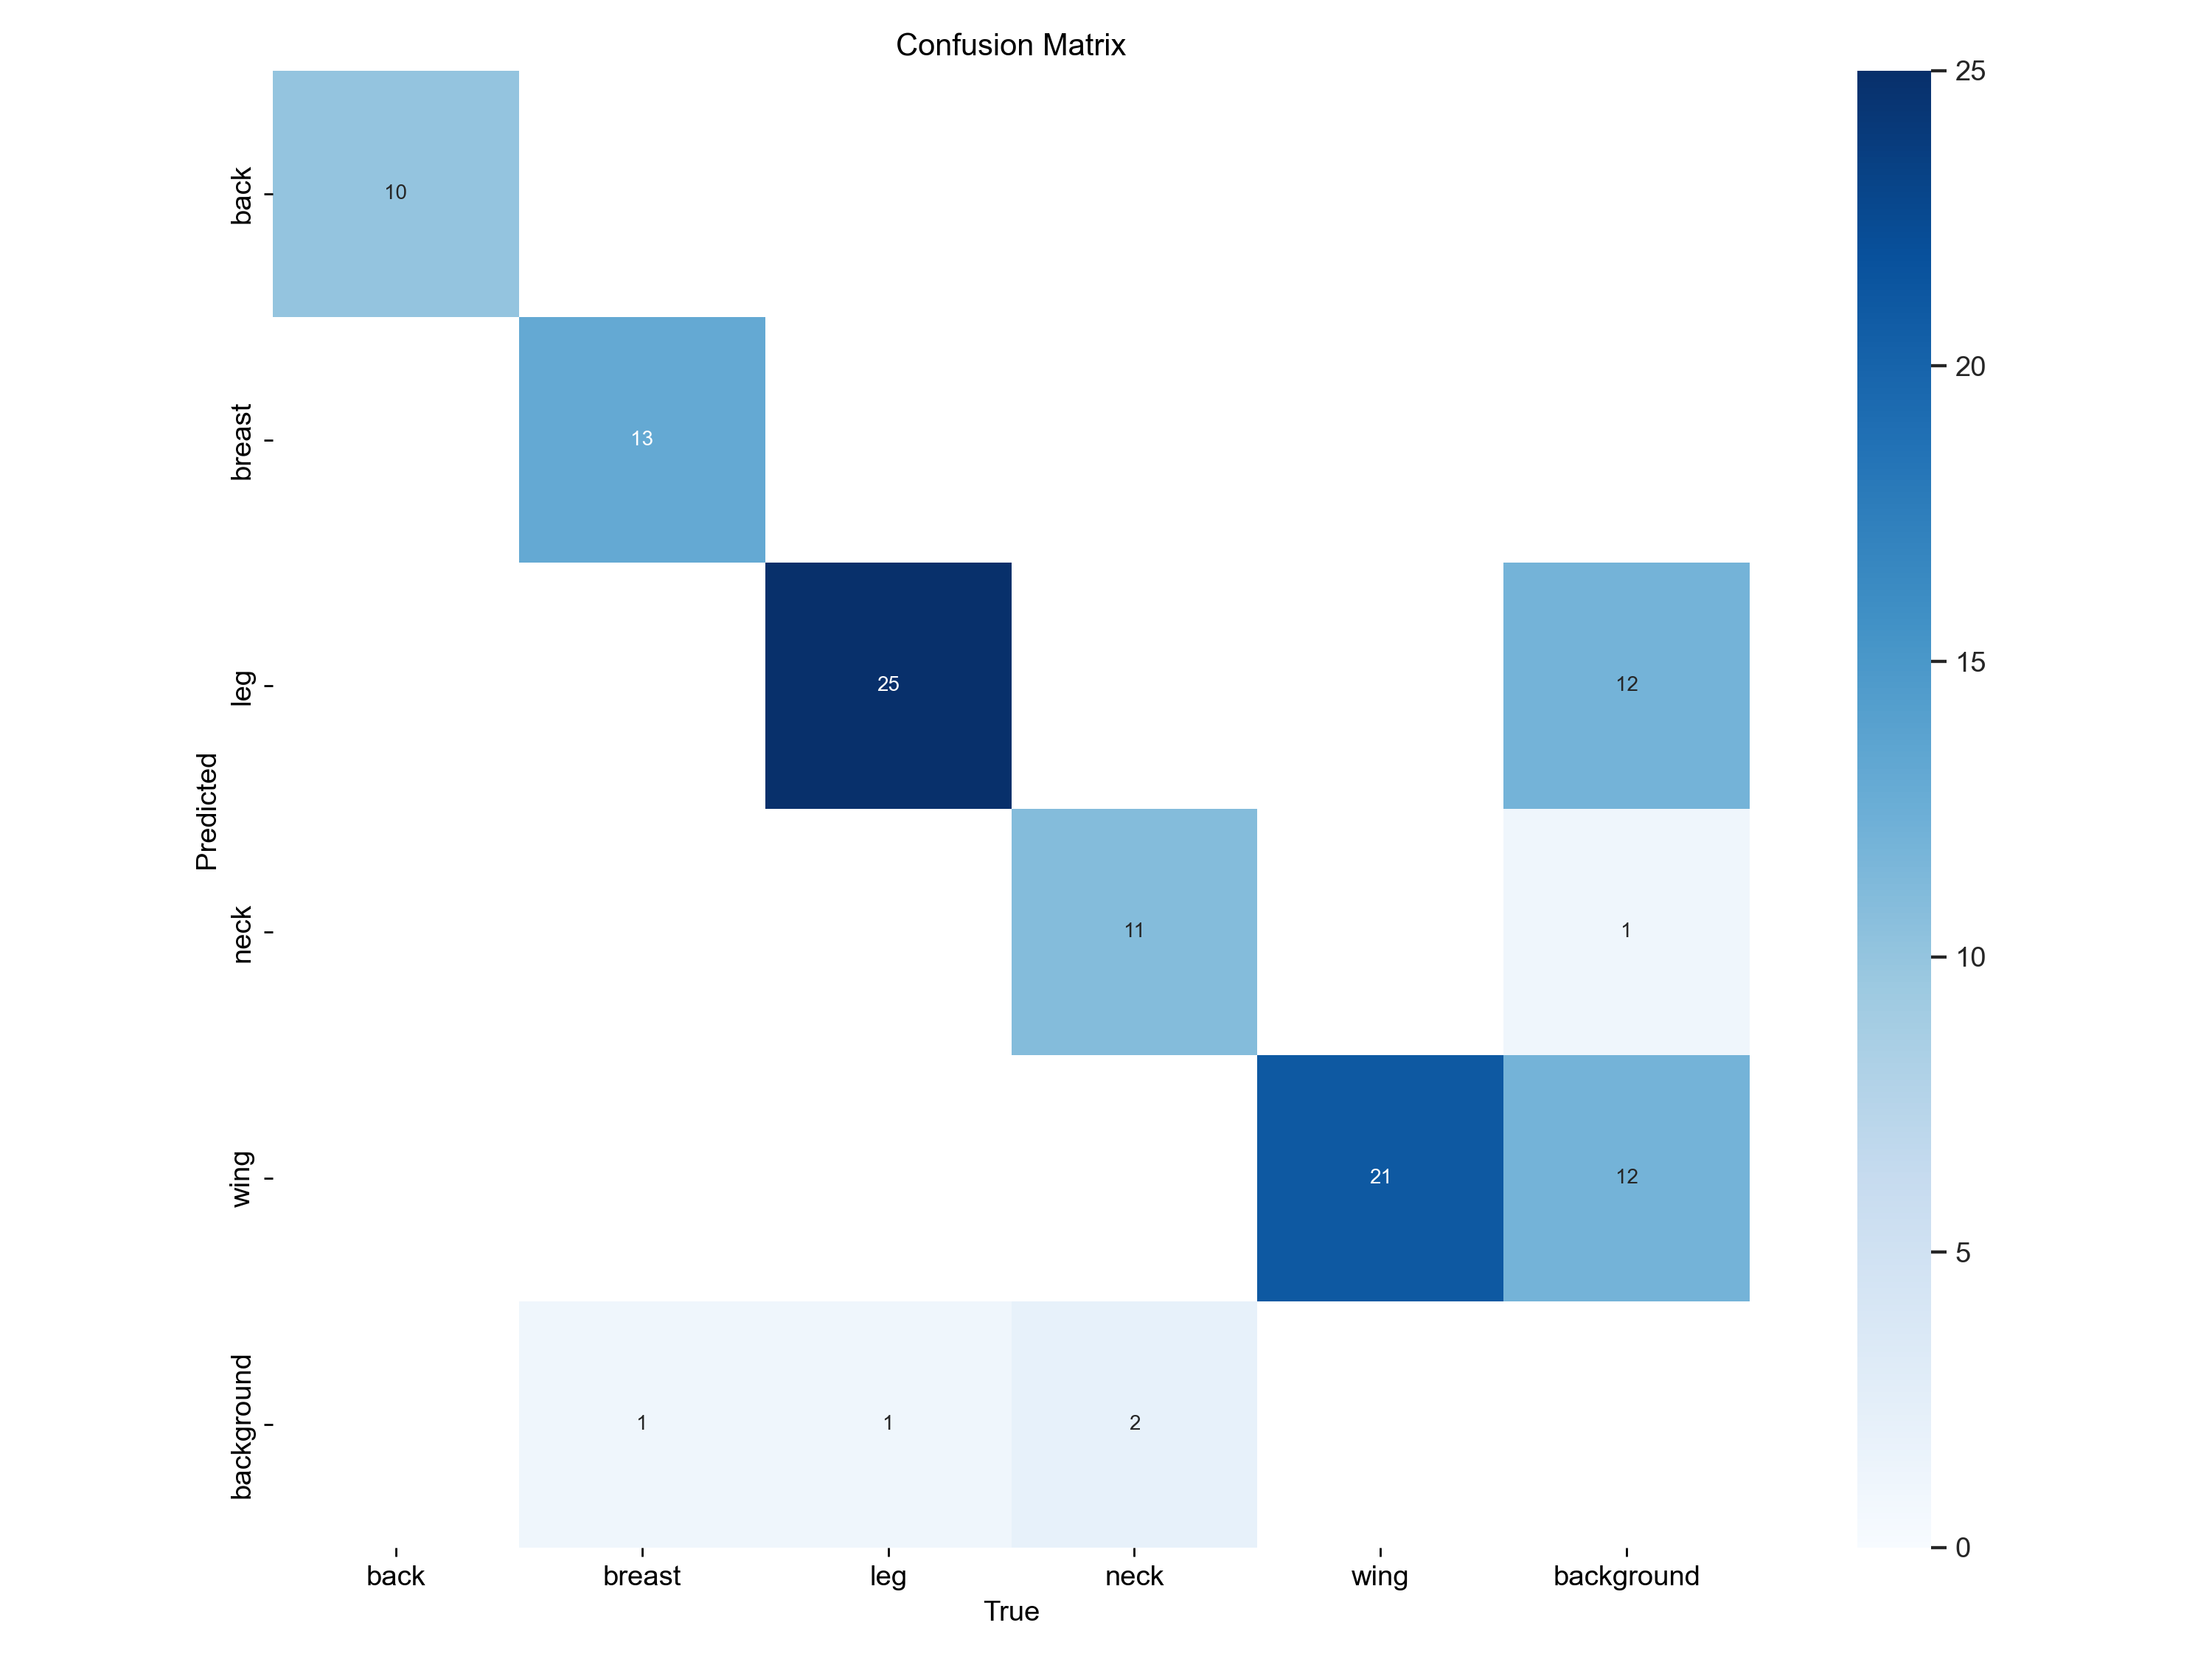 Confusion Matrix
back
10
breast
13
leg
25
12
neck
11
1
wing
21
12
background
1
1
2
Predicted
back
breast
leg
neck
wing
background
True
25
20
15
10
5
0